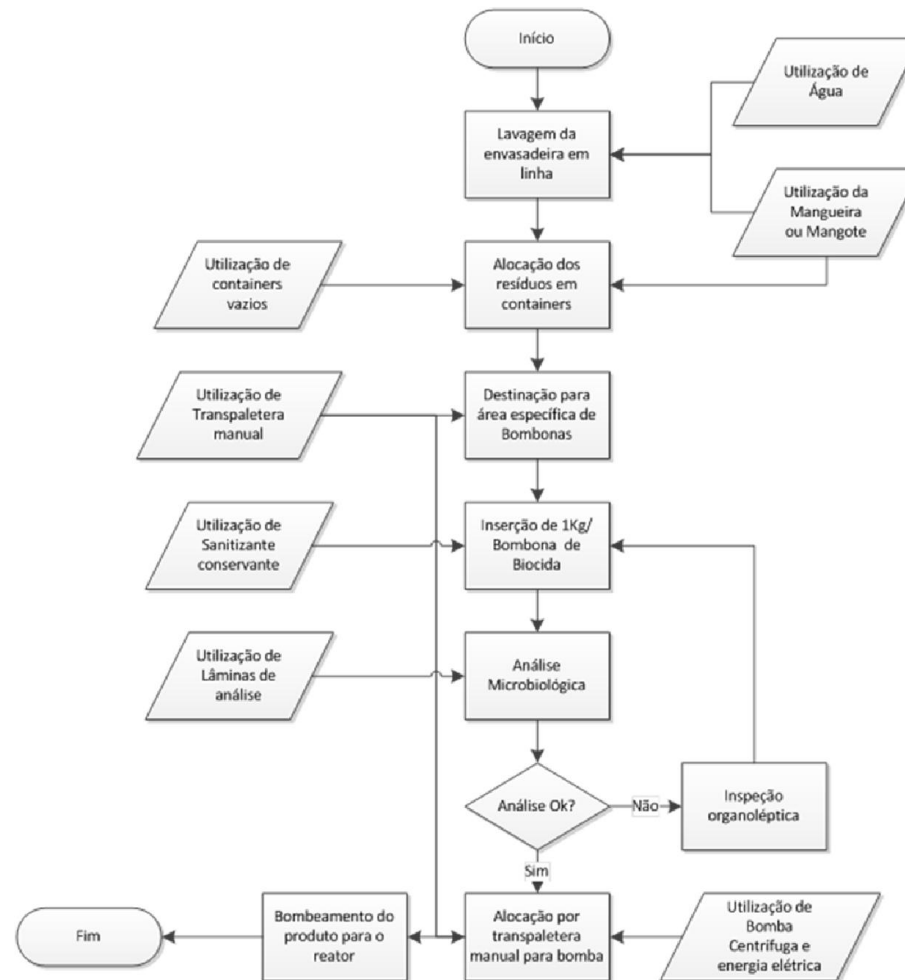 Início
Utilização de
Água
Lavagem da
envasadeira em
linha
Utilização da
Mangueira
ou Mangote
Utilização de
containers
vazios
Alocação dos
resíduos em
containers
Utilização de
Transpaletera
manual
Destinação para
área específica de
Bombonas
Utilização de
Sanitizante
conservante
Inserção de 1Kg/
Bombona de
Biocida
Utilização de
Lâminas de
análise
Análise
Microbiológica
Análise Ok?
Não
Inspeção
organoléptica
Sim
Fim
Bombeamento do
produto para o
reator
Alocação por
transpaletera
manual para bomba
Utilização de
Bomba
Centrifuga e
energia elétrica